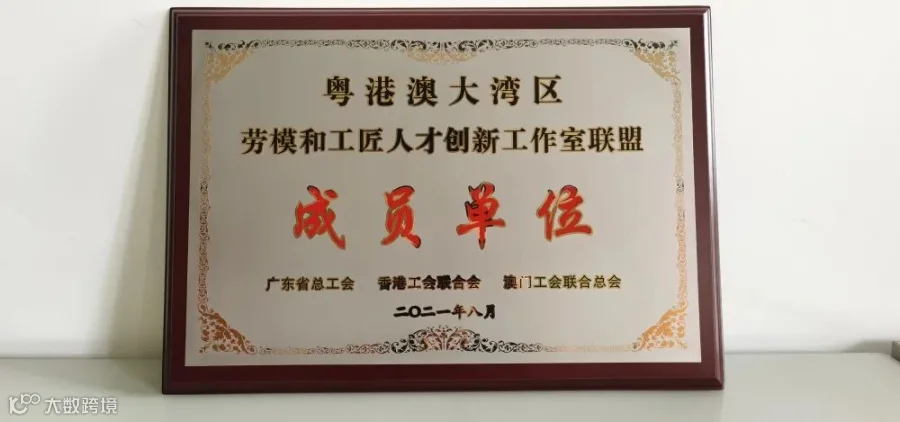 粤港澳大湾区
劳模和工匠人才创新工作室联盟
成员单位
广东省总工会 香港工会联合会 澳门工会联合总会
二〇二一年八月
大数跨境